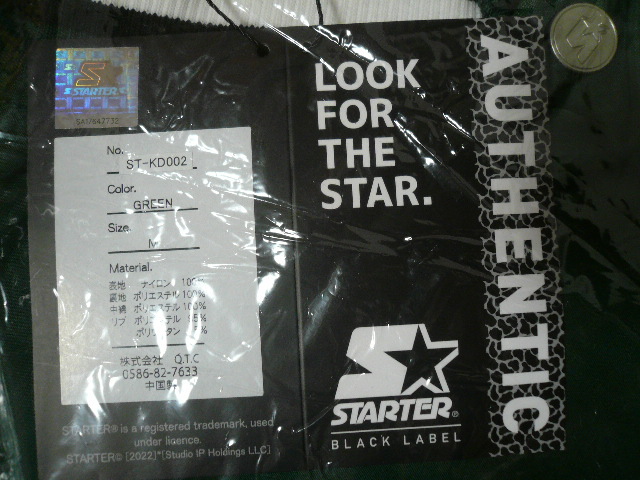 STARTER
No.
ST-KD002
Color.
GREEN
Size.
M
Material.
表地 ナイロン 100%
裏地 ポリエステル 100%
中綿 ポリエステル 100%
リブ ポリエステル 95%
ポリウレタン 5%
株式会社 Q.T.C
0586-82-7633
中国製
STARTER® is a registered trademark, used
under licence.
STARTER® [2022]*[Studio IP Holdings LLC]
LOOK
FOR
THE
STAR.
STARTER®
BLACK LABEL
AUTHENTIC